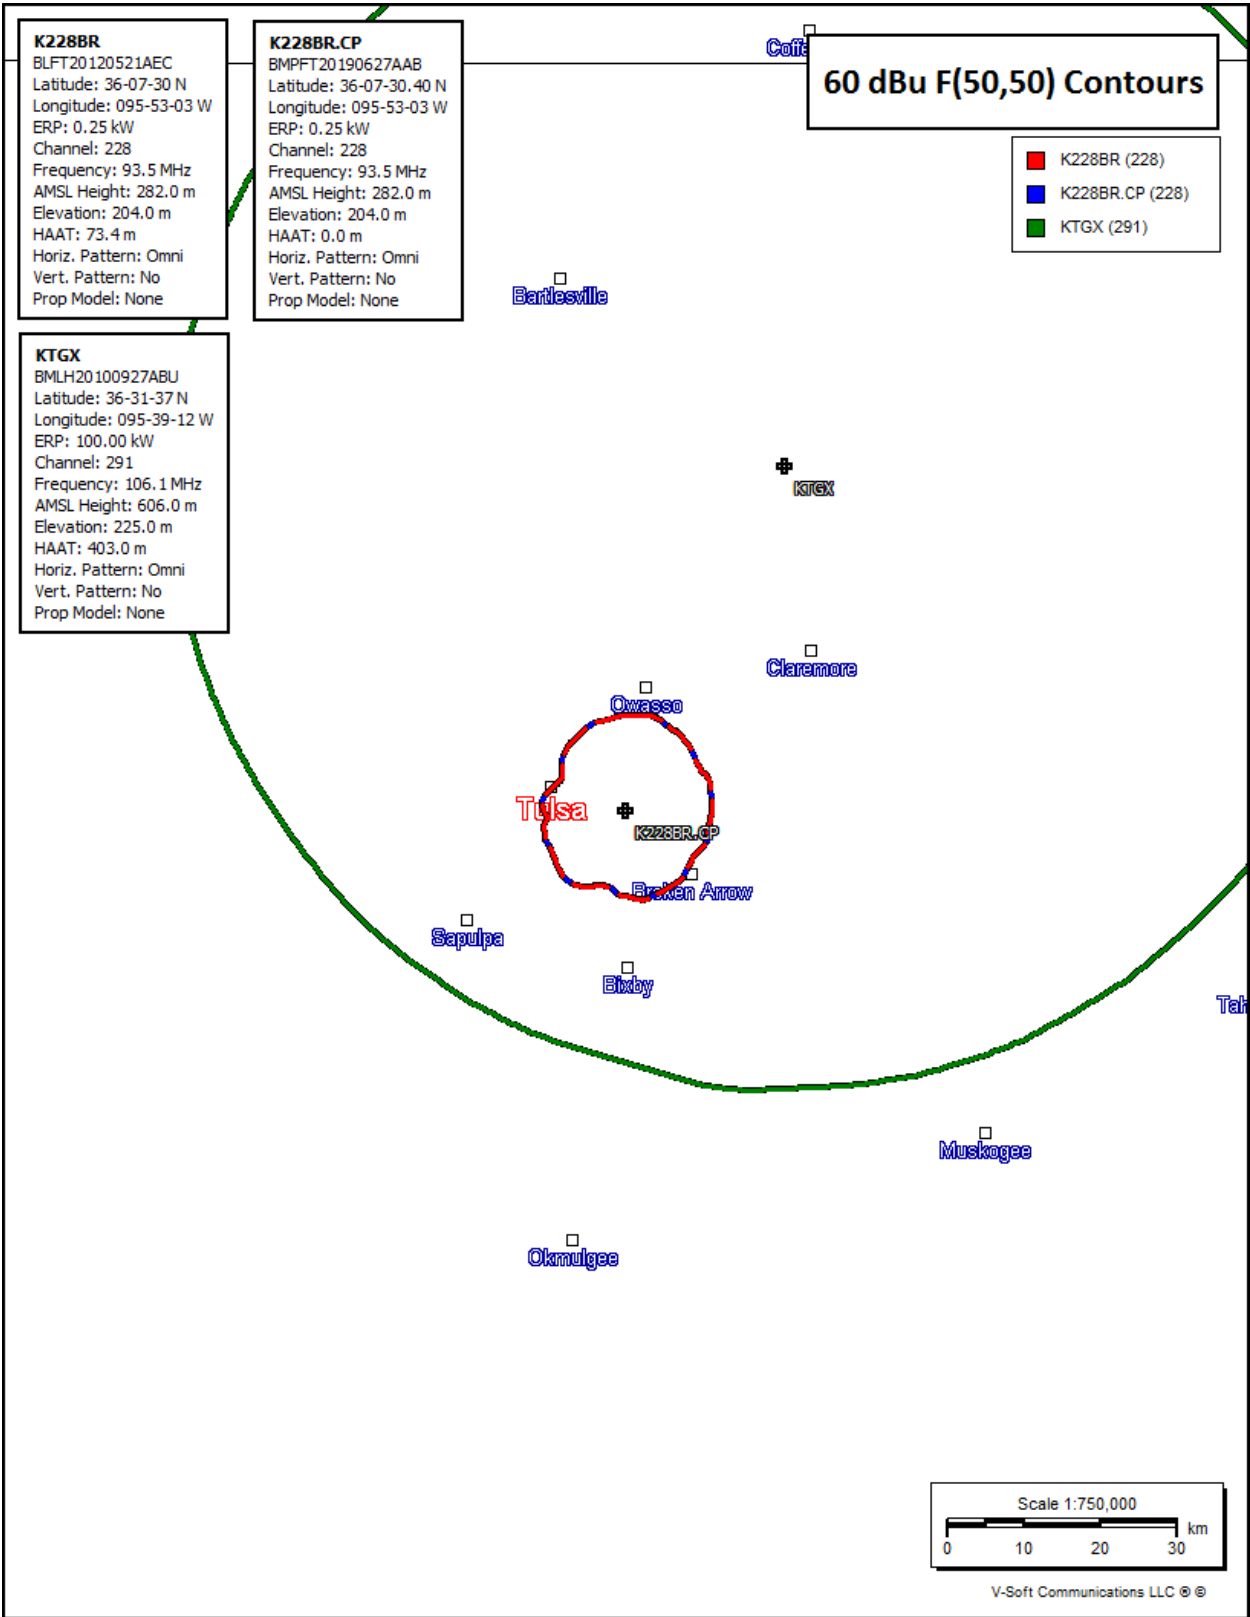 K228BR
BLFT20120521AEC
Latitude: 36-07-30 N
Longitude: 095-53-03 W
ERP: 0.25 kW
Channel: 228
Frequency: 93.5 MHz
AMSL Height: 282.0 m
Elevation: 204.0 m
HAAT: 73.4 m
Horiz. Pattern: Omni
Vert. Pattern: No
Prop Model: None
K228BR.CP
BMPFT20190627AAB
Latitude: 36-07-30.40 N
Longitude: 095-53-03 W
ERP: 0.25 kW
Channel: 228
Frequency: 93.5 MHz
AMSL Height: 282.0 m
Elevation: 204.0 m
HAAT: 0.0 m
Horiz. Pattern: Omni
Vert. Pattern: No
Prop Model: None
Coffe
60 dBu F(50,50) Contours
K228BR (228)
K228BR.CP (228)
KTGX (291)
Bartlesville
KTGX
BMLH20100927ABU
Latitude: 36-31-37 N
Longitude: 095-39-12 W
ERP: 100.00 kW
Channel: 291
Frequency: 106.1 MHz
AMSL Height: 606.0 m
Elevation: 225.0 m
HAAT: 403.0 m
Horiz. Pattern: Omni
Vert. Pattern: No
Prop Model: None
KTGX
Claremore
Owasso
Tulsa
K228BR.CP
Broken Arrow
Sapulpa
Bixby
Tah
Muskogee
Okmulgee
Scale 1:750,000
km
0 10 20 30
V-Soft Communications LLC ® ©